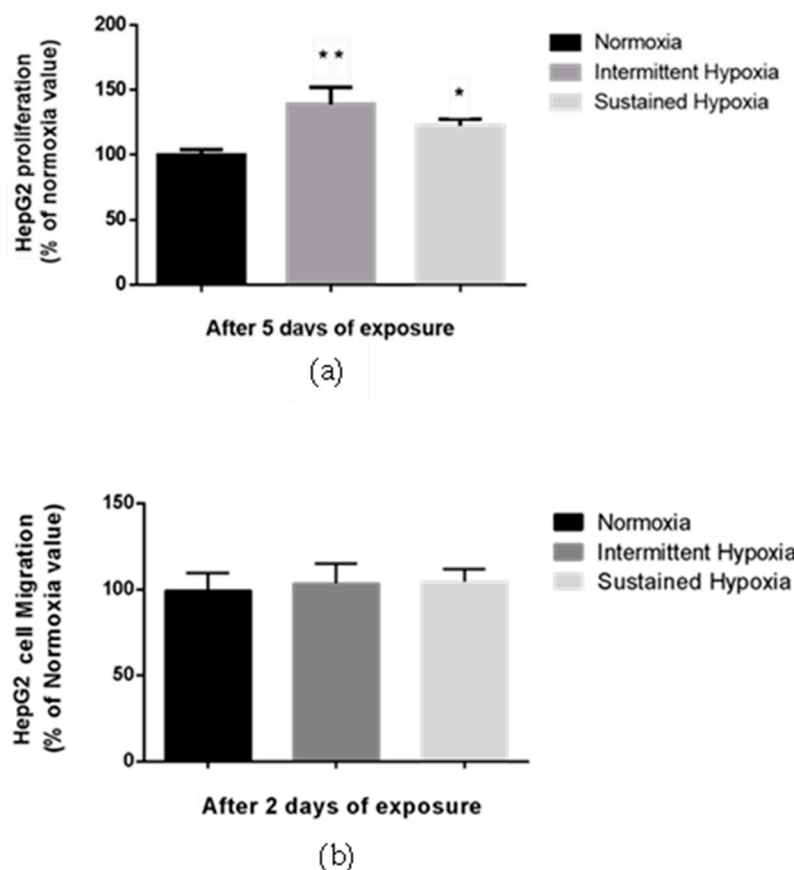 HepG2 proliferation
(% of normoxia value)
200
150
100
50
0
**
*
Normoxia
Intermittent Hypoxia
Sustained Hypoxia
After 5 days of exposure
(a)
HepG2 cell Migration
(% of Normoxia value)
150
100
50
0
Normoxia
Intermittent Hypoxia
Sustained Hypoxia
After 2 days of exposure
(b)